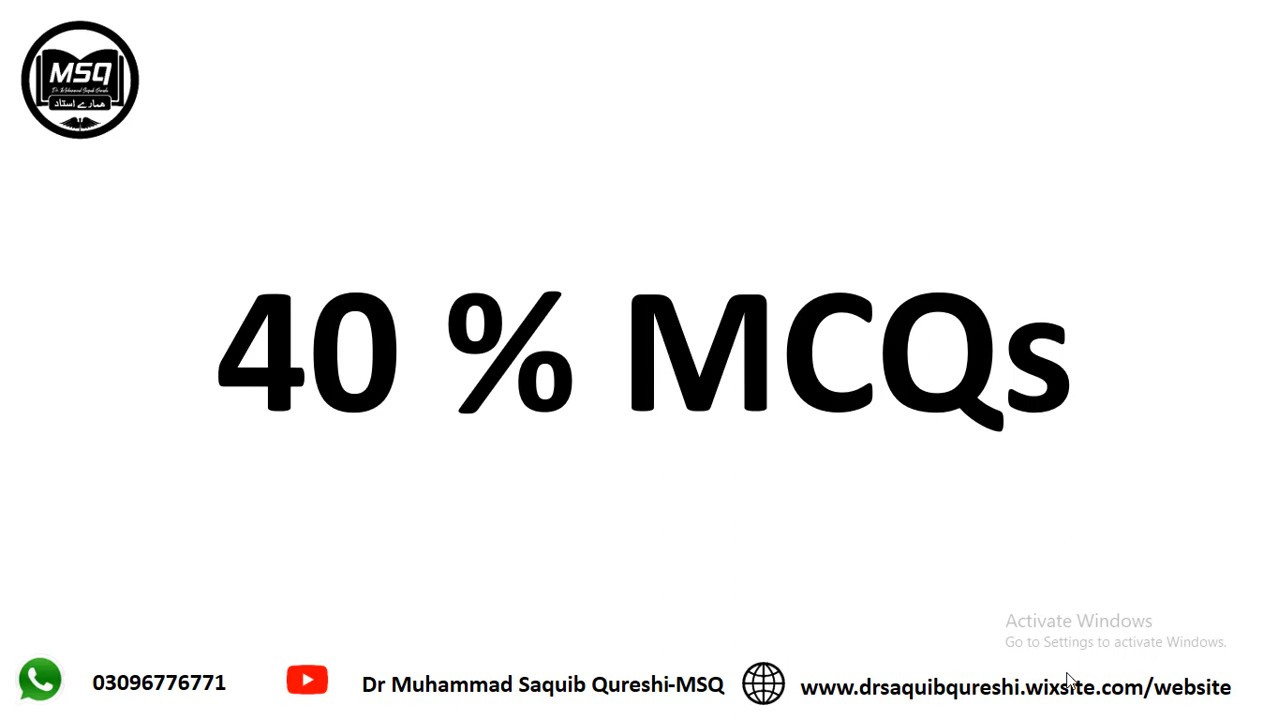 MSQ
ھمارے استاد
40 % MCQs
Activate Windows
Go to Settings to activate Windows.
03096776771
Dr Muhammad Saquib Qureshi-MSQ
www.drsaquibqureshi.wixsite.com/website